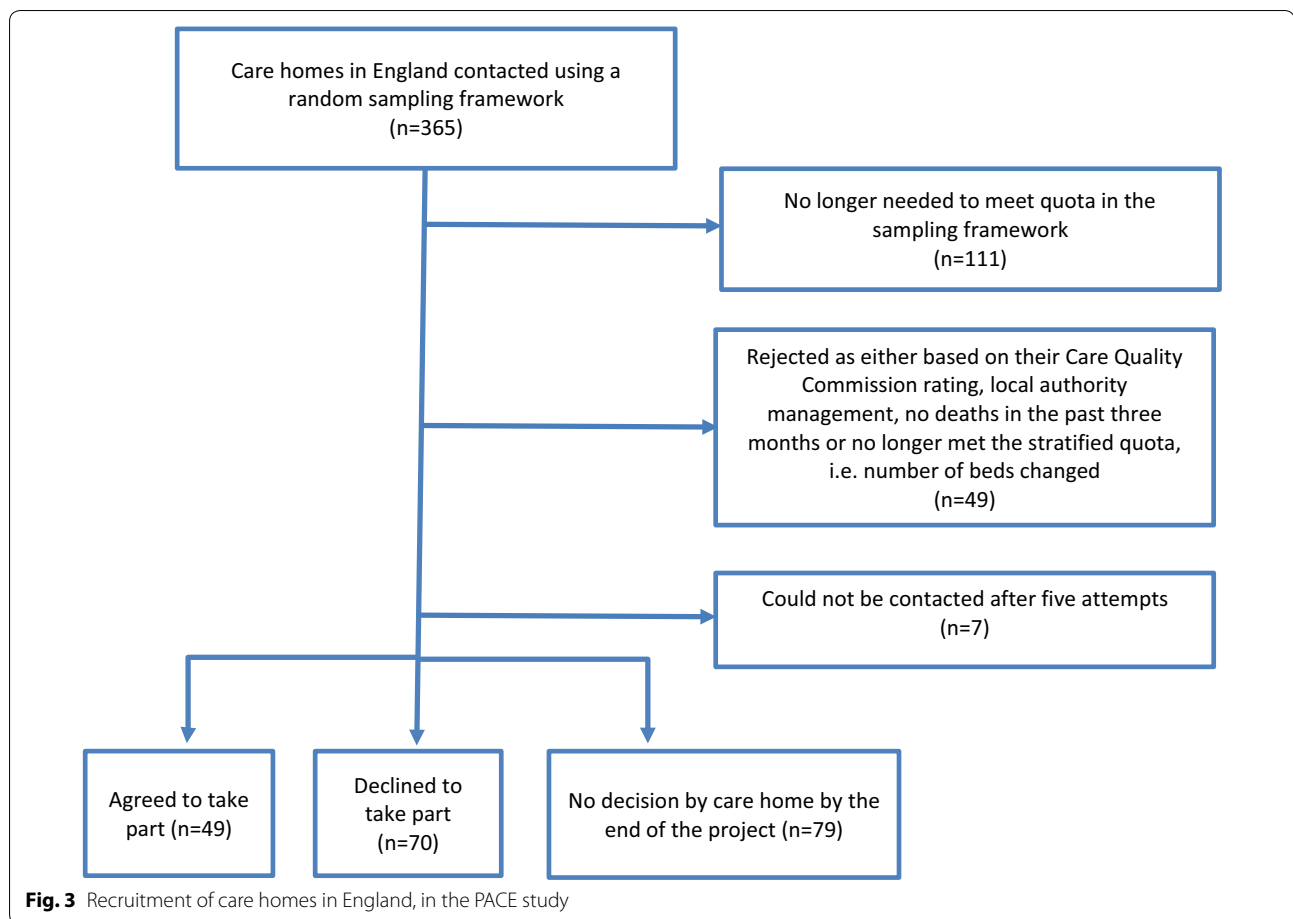 Care homes in England contacted using a
random sampling framework
(n=365)
No longer needed to meet quota in the
sampling framework
(n=111)
Rejected as either based on their Care Quality
Commission rating, local authority
management, no deaths in the past three
months or no longer met the stratified quota,
i.e. number of beds changed
(n=49)
Could not be contacted after five attempts
(n=7)
Agreed to take
part (n=49)
Declined to
take part
(n=70)
No decision by care home by the
end of the project (n=79)
Fig. 3 Recruitment of care homes in England, in the PACE study